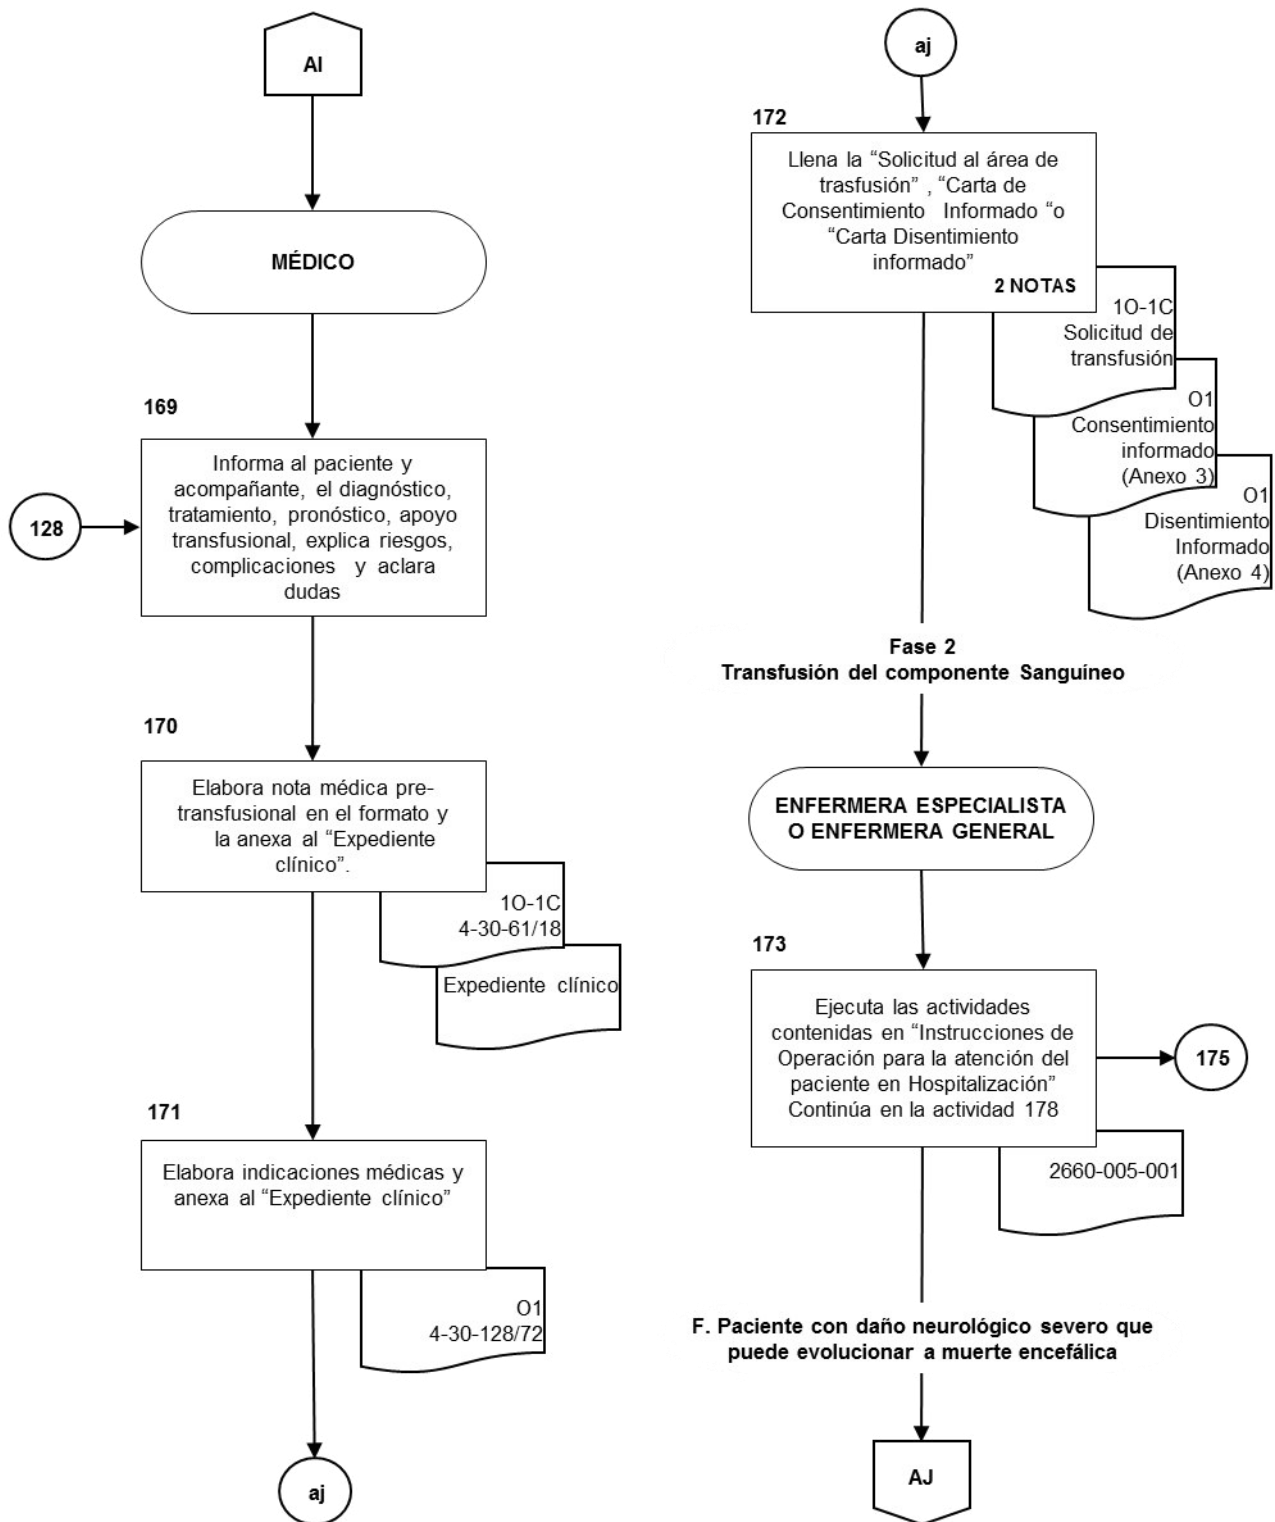 AI
MÉDICO
169
Informa al paciente y
acompañante, el diagnóstico,
tratamiento, pronóstico, apoyo
transfusional, explica riesgos,
complicaciones y aclara
dudas
128
170
Elabora nota médica pre-
transfusional en el formato y
la anexa al “Expediente
clínico”.
1O-1C
4-30-61/18
Expediente clínico
171
Elabora indicaciones médicas y
anexa al “Expediente clínico”
O1
4-30-128/72
aj
aj
172
Llena la “Solicitud al área de
trasfusión” , “Carta de
Consentimiento Informado “o
“Carta Disentimiento
informado”
2 NOTAS
1O-1C
Solicitud de
transfusión
O1
Consentimiento
informado
(Anexo 3)
O1
Disentimiento
Informado
(Anexo 4)
Fase 2
Transfusión del componente Sanguíneo
ENFERMERA ESPECIALISTA
O ENFERMERA GENERAL
173
Ejecuta las actividades
contenidas en “Instrucciones de
Operación para la atención del
paciente en Hospitalización”
Continúa en la actividad 178
175
2660-005-001
F. Paciente con daño neurológico severo que
puede evolucionar a muerte encefálica
AJ